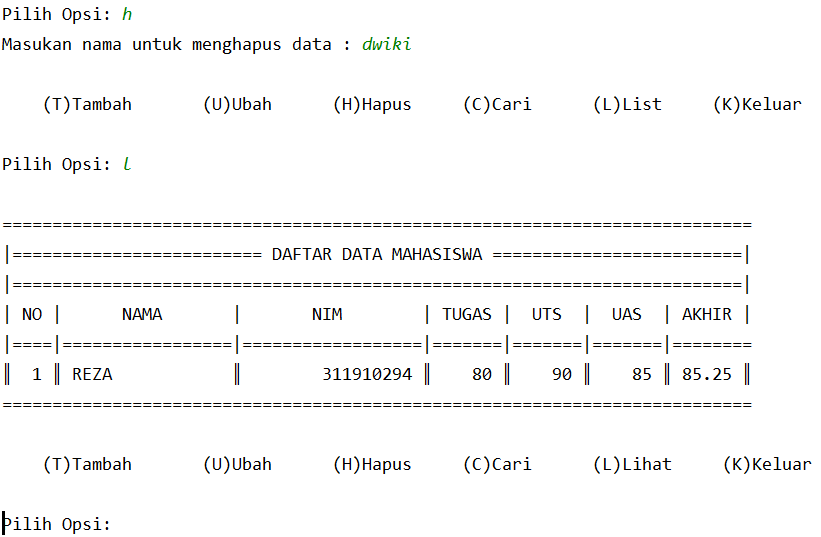 Pilih Opsi: h
Masukan nama untuk menghapus data : dwiki
(T)Tambah (U)Ubah (H)Hapus (C)Cari (L)List (K)Keluar
Pilih Opsi: l
===========================================================================
|========================= DAFTAR DATA MAHASISWA =========================|
|=========================================================================|
| NO | NAMA | NIM | TUGAS | UTS | UAS | AKHIR |
|====|=================|==================|=======|=======|=======|========
║ 1 ║ REZA ║ 311910294 ║ 80 ║ 90 ║ 85 ║ 85.25 ║
===========================================================================
(T)Tambah (U)Ubah (H)Hapus (C)Cari (L)Lihat (K)Keluar
Pilih Opsi: